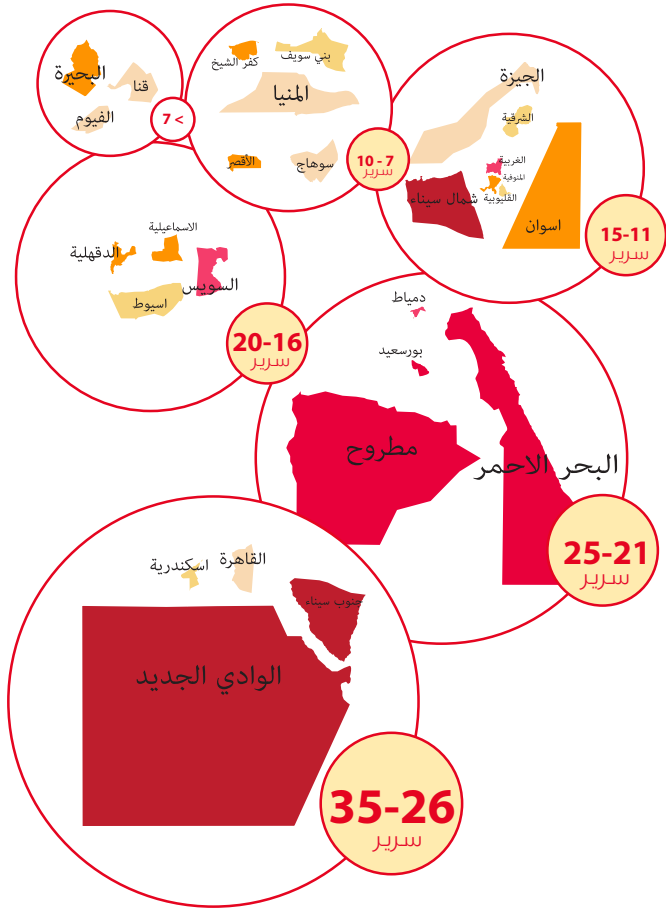 البحيرة
قنا
الفيوم
7 >
كفر الشيخ
بني سويف
المنيا
الأقصر
سوهاج
10 - 7
سرير
الجيزة
الشرقية
الغربية
المنوفية
القليوبية
شمال سيناء
اسوان
15-11
سرير
الاسماعيلية
الدقهلية
السويس
اسيوط
20-16
سرير
دمياط
بورسعيد
مطروح
البحر الاحمر
25-21
سرير
القاهرة
اسكندرية
جنوب سيناء
الوادي الجديد
35-26
سرير